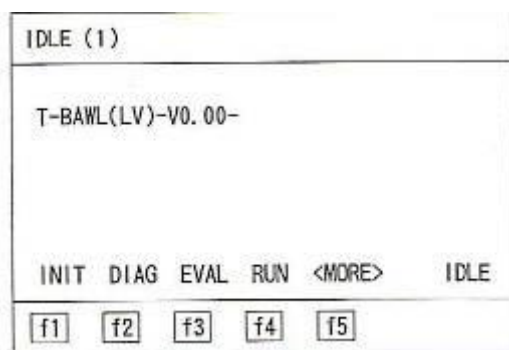 IDLE (1)
T-BAWL(LV)-V0.00-
INIT DIAG EVAL RUN <MORE> IDLE
f1 f2 f3 f4 f5